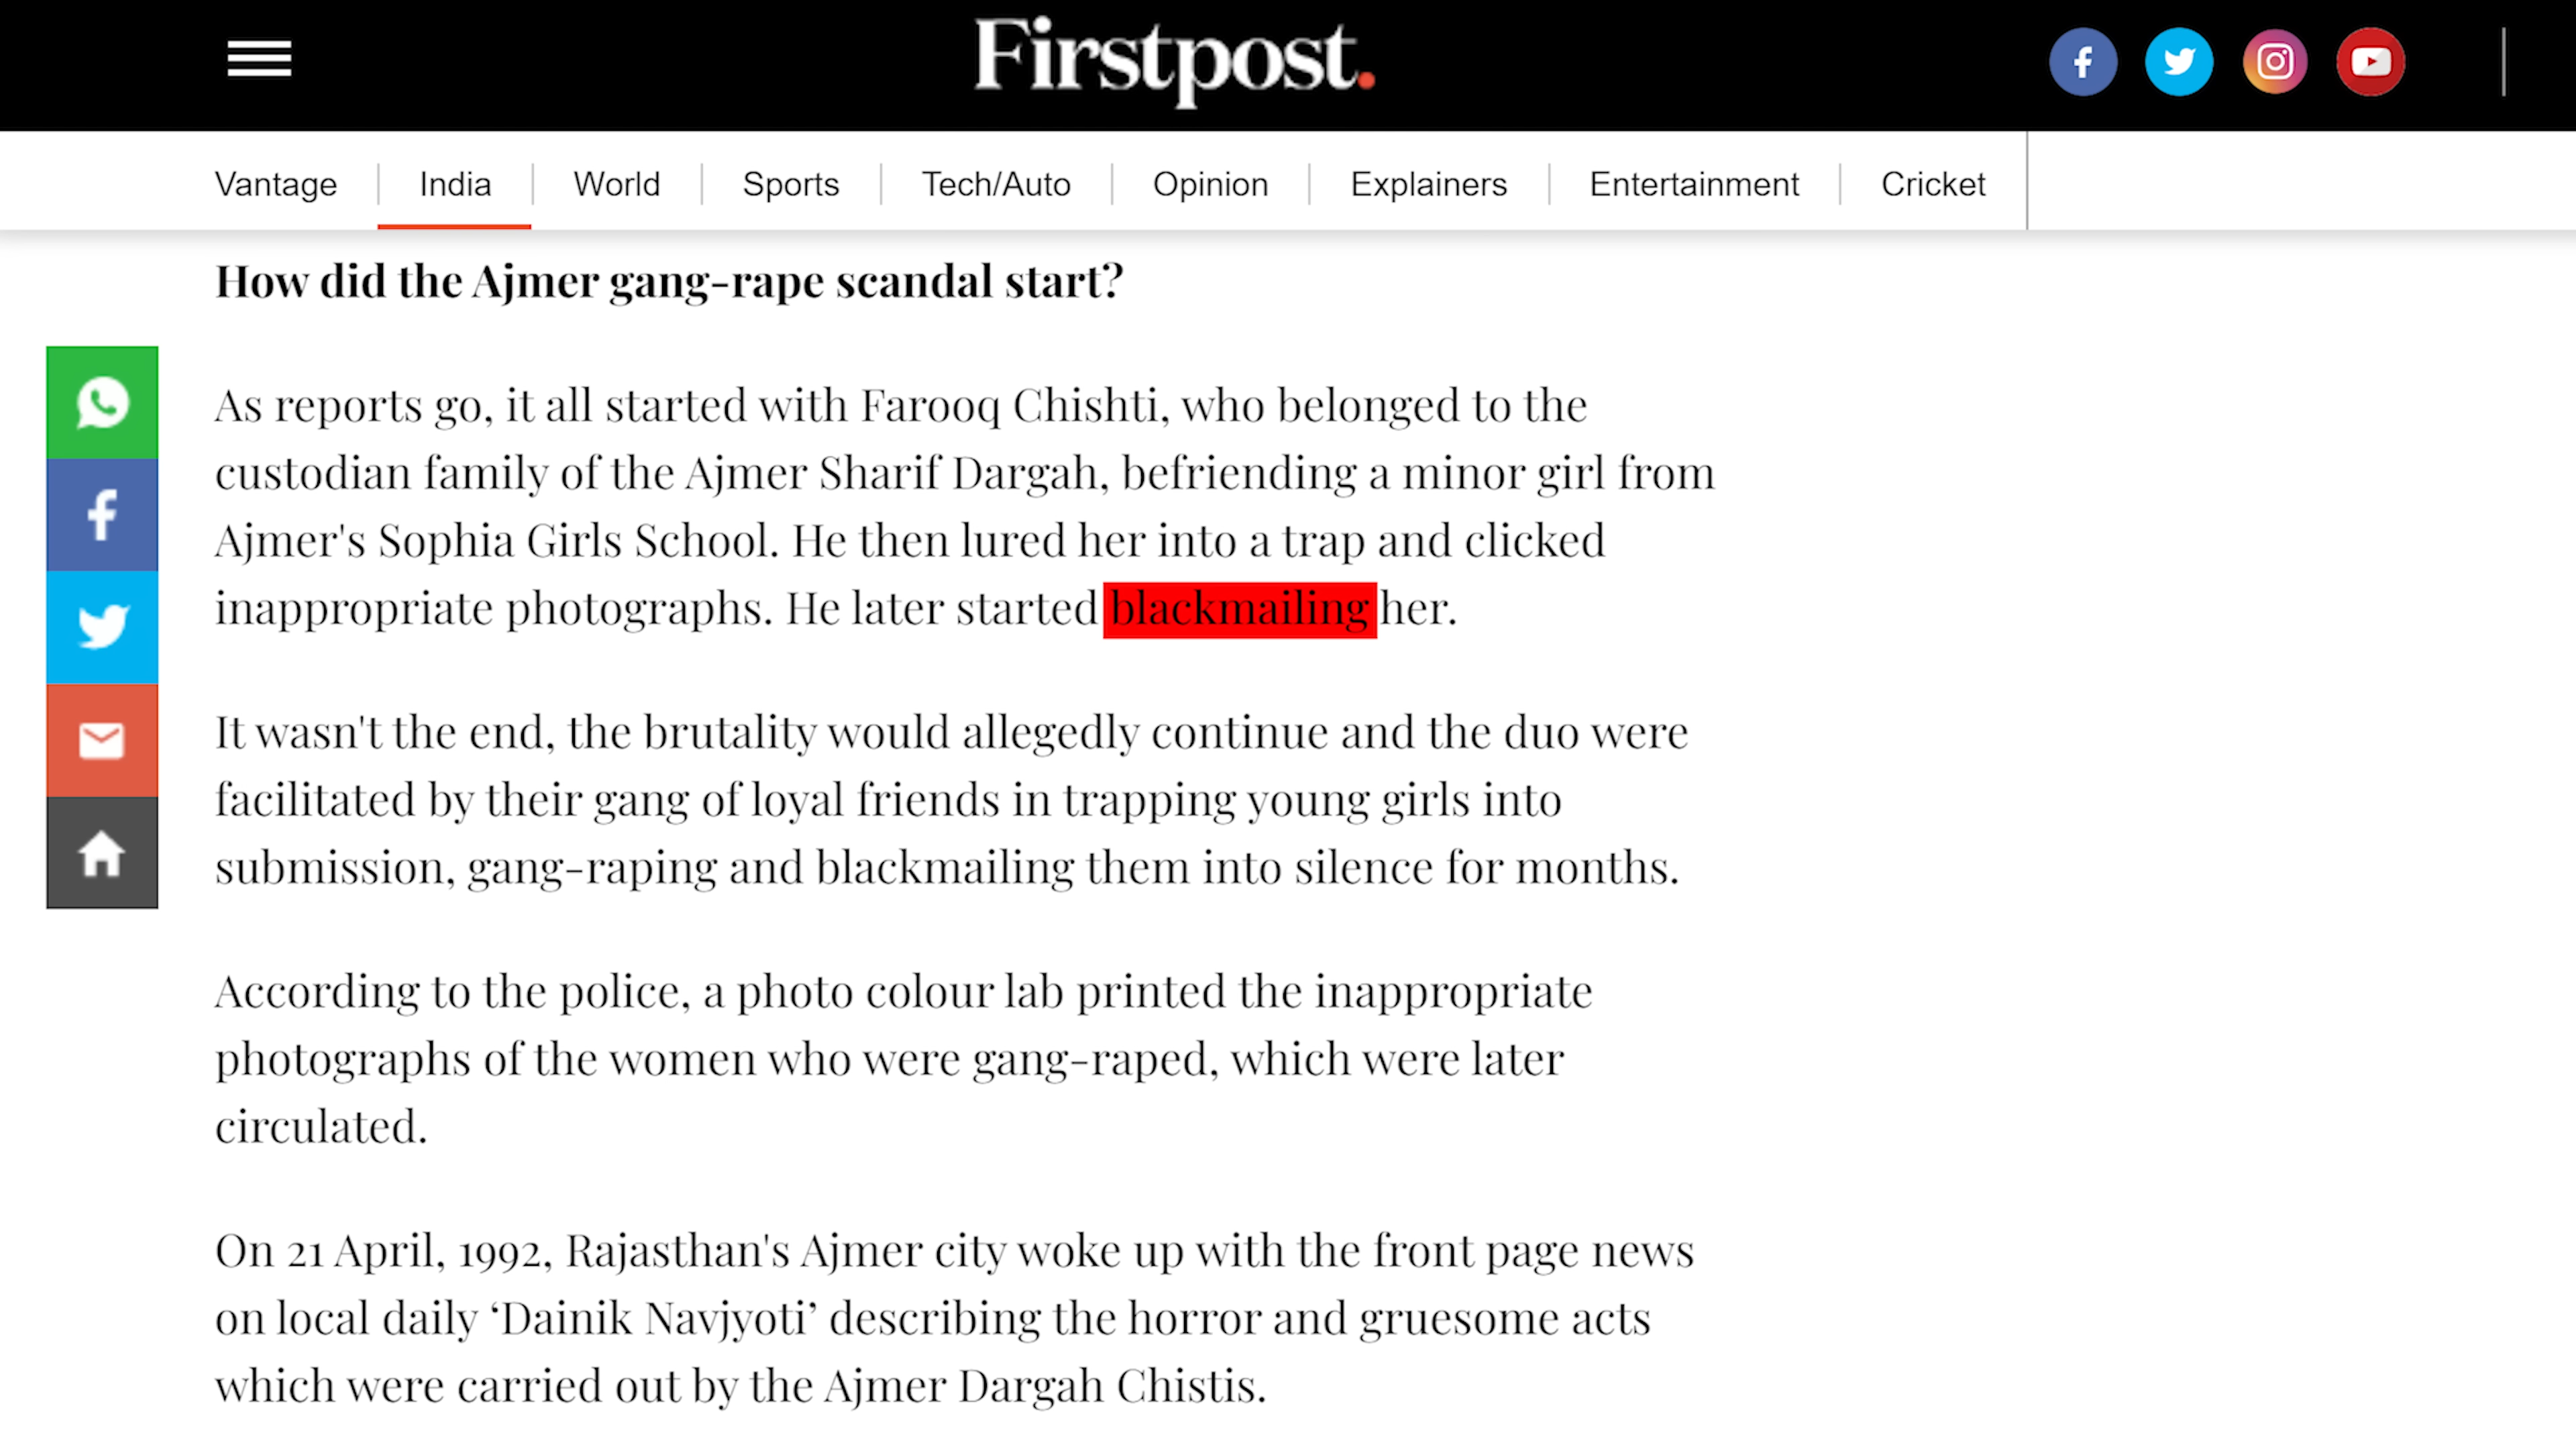 Firstpost.
Vantage India World Sports Tech/Auto Opinion Explainers Entertainment Cricket
How did the Ajmer gang-rape scandal start?
As reports go, it all started with Farooq Chishti, who belonged to the
custodian family of the Ajmer Sharif Dargah, befriending a minor girl from
Ajmer's Sophia Girls School. He then lured her into a trap and clicked
inappropriate photographs. He later started blackmailing her.
It wasn't the end, the brutality would allegedly continue and the duo were
facilitated by their gang of loyal friends in trapping young girls into
submission, gang-raping and blackmailing them into silence for months.
According to the police, a photo colour lab printed the inappropriate
photographs of the women who were gang-raped, which were later
circulated.
On 21 April, 1992, Rajasthan's Ajmer city woke up with the front page news
on local daily ‘Dainik Navjyoti’ describing the horror and gruesome acts
which were carried out by the Ajmer Dargah Chistis.